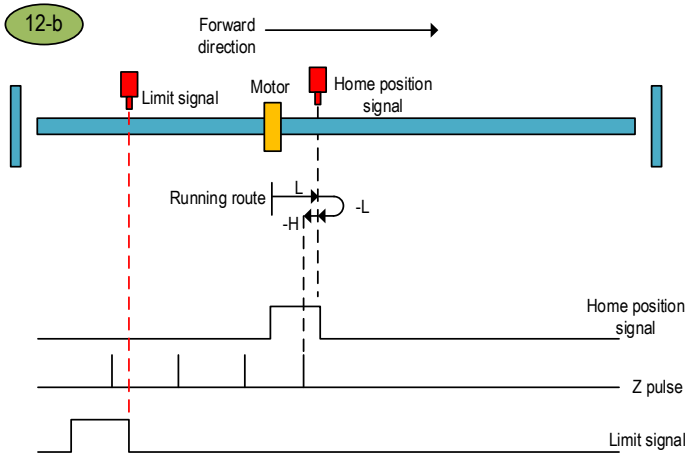 12-b
Forward
direction
Limit signal
Motor
Home position
signal
Running route
L
-L
-H
Home position
signal
Z pulse
Limit signal